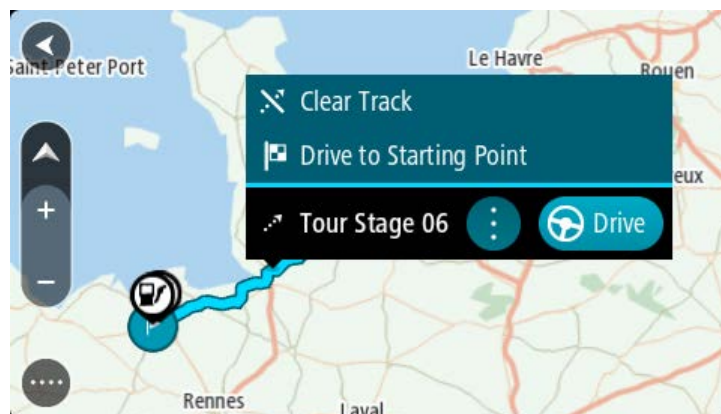 Saint Peter Port
Le Havre
Rouen
Clear Track
Drive to Starting Point
eux
+
Tour Stage 06
Drive
−
Rennes
Laval